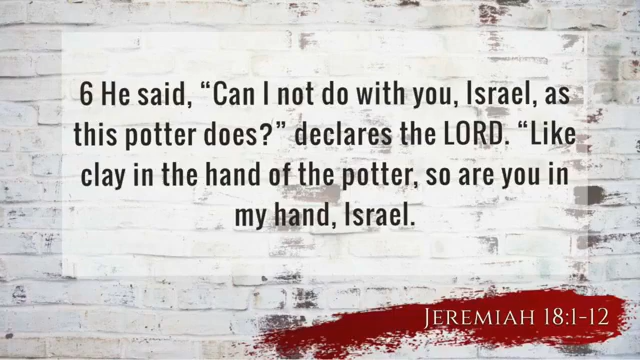 6 He said, “Can I not do with you, Israel, as
this potter does?” declares the LORD. “Like
clay in the hand of the potter, so are you in
my hand, Israel.
Jeremiah 18:1-12